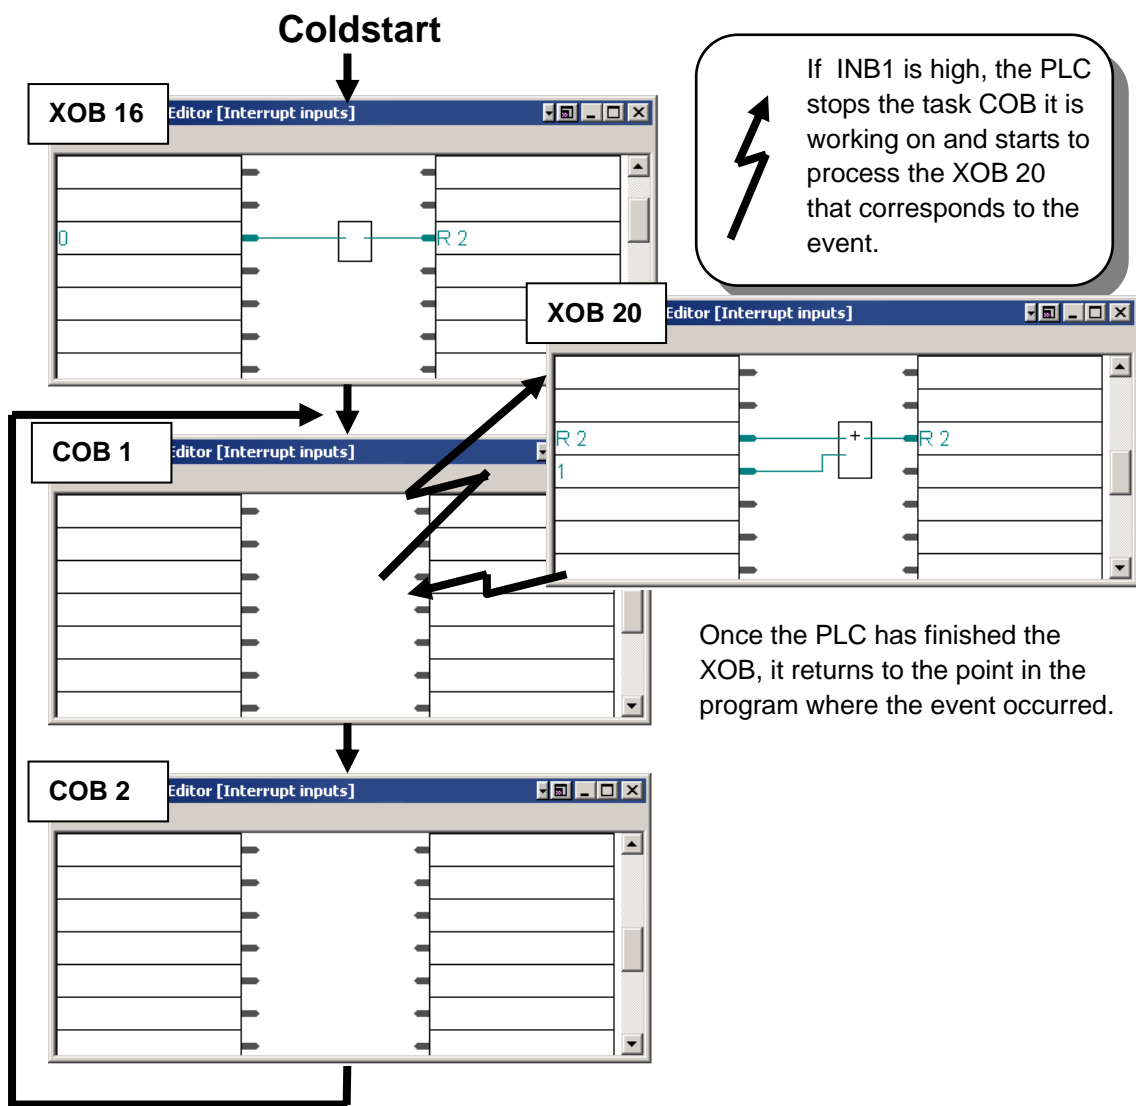 Coldstart
XOB 16
Editor [Interrupt inputs]
0
R 2
If INB1 is high, the PLC
stops the task COB it is
working on and starts to
process the XOB 20
that corresponds to the
event.
XOB 20
Editor [Interrupt inputs]
R 2
1
+
R 2
COB 1
Editor [Interrupt inputs]
Once the PLC has finished the
XOB, it returns to the point in the
program where the event occurred.
COB 2
Editor [Interrupt inputs]